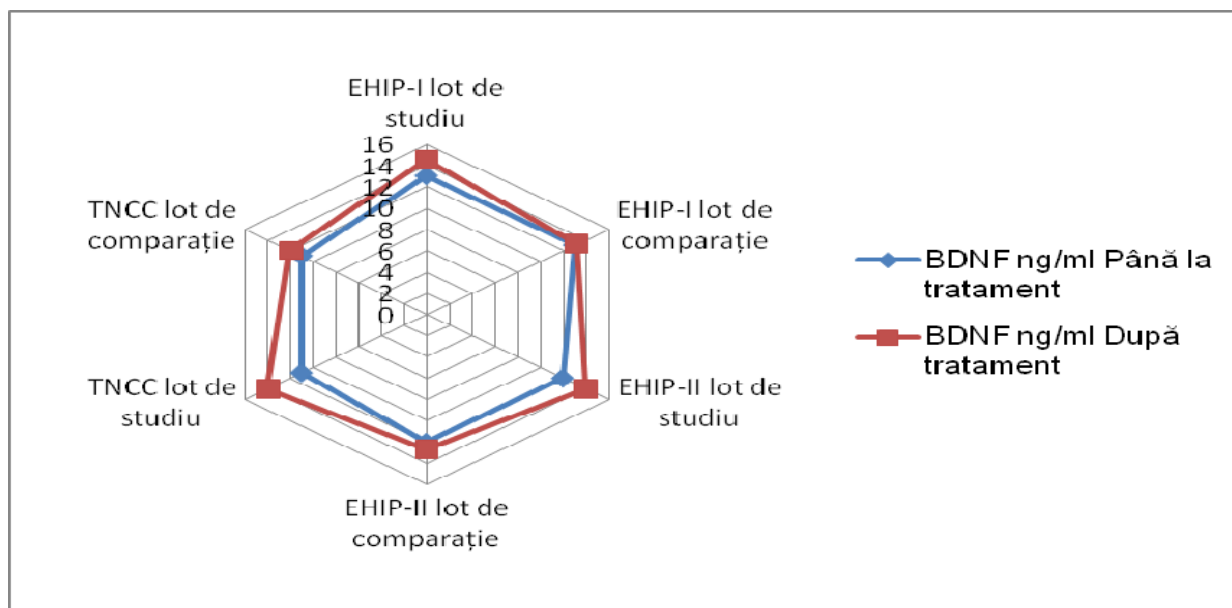 EHIP-I lot de
studiu
16
14
12
10
8
6
4
2
0
EHIP-I lot de
comparație
EHIP-II lot de
studiu
EHIP-II lot de
comparație
TNCC lot de
studiu
TNCC lot de
comparație
BDNF ng/ml Până la
tratament
BDNF ng/ml După
tratament